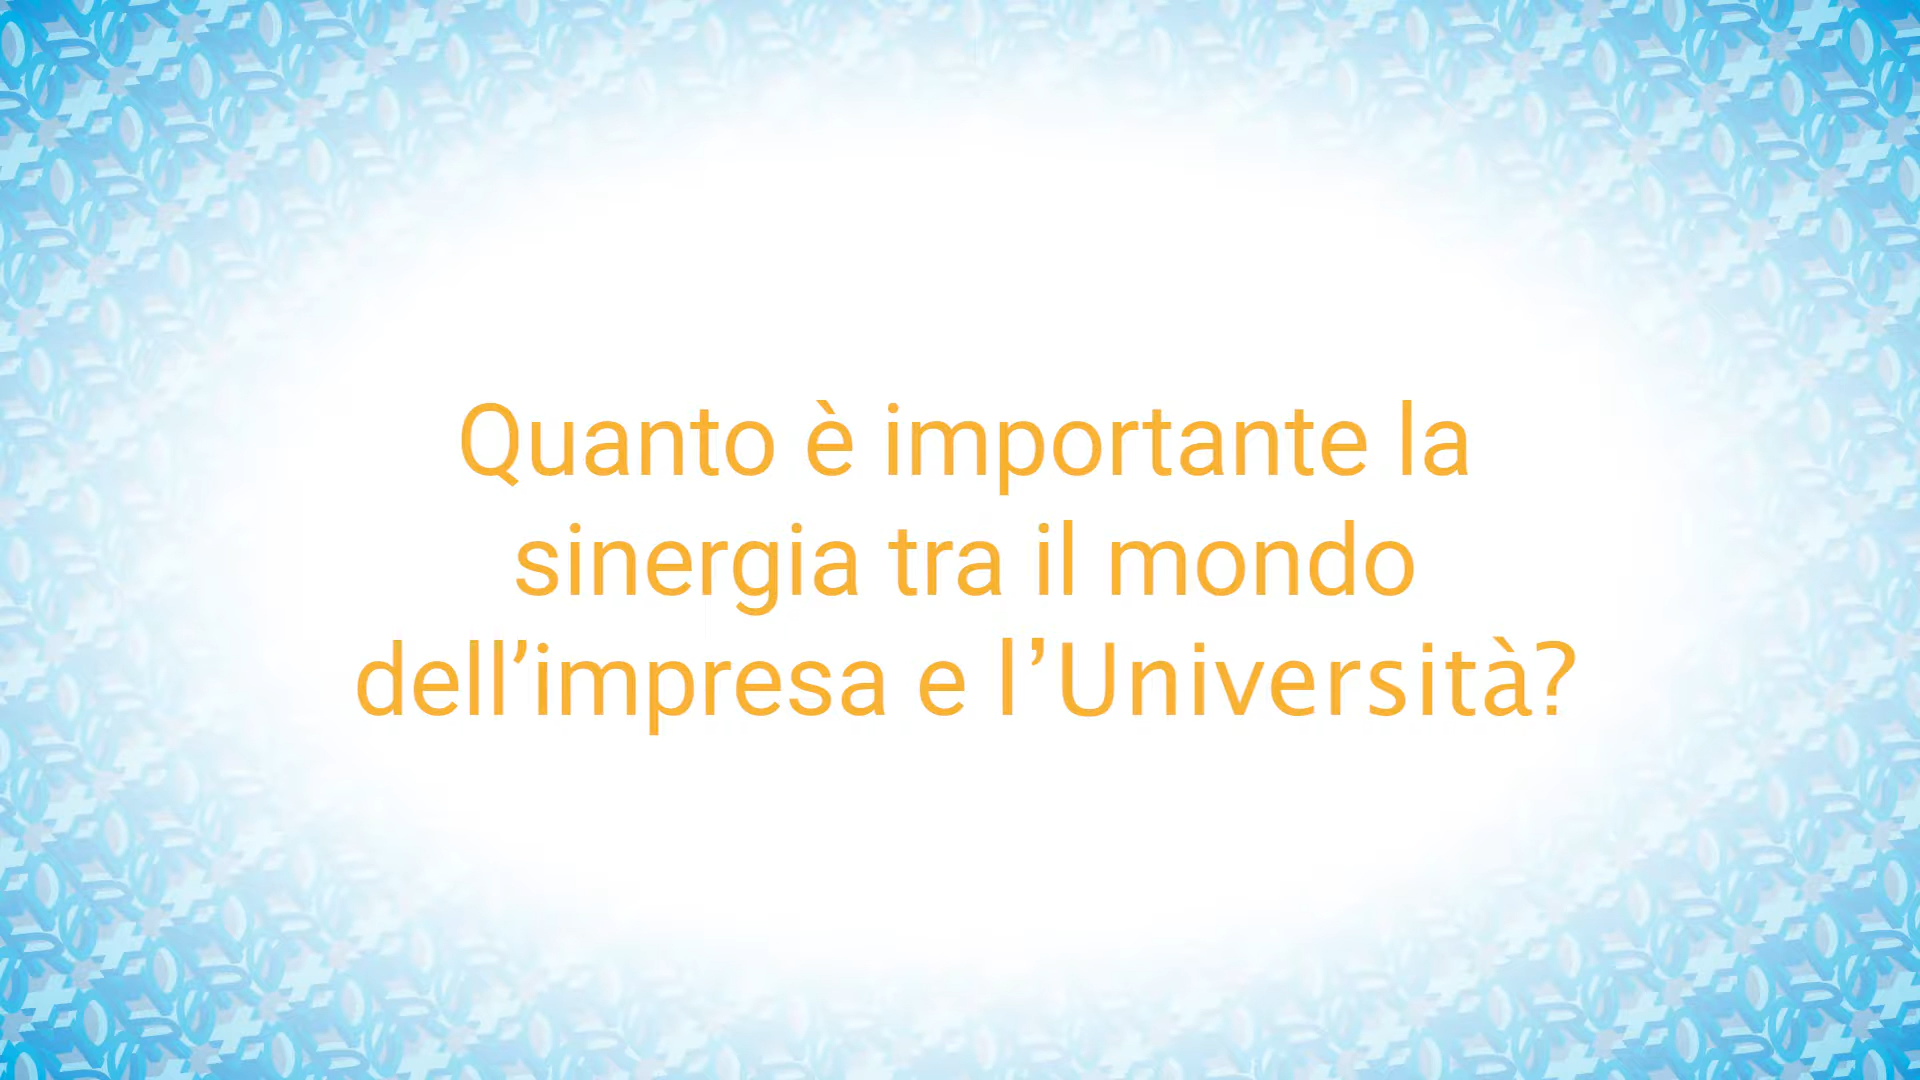 Quanto è importante la
sinergia tra il mondo
dell’impresa e l’Università?